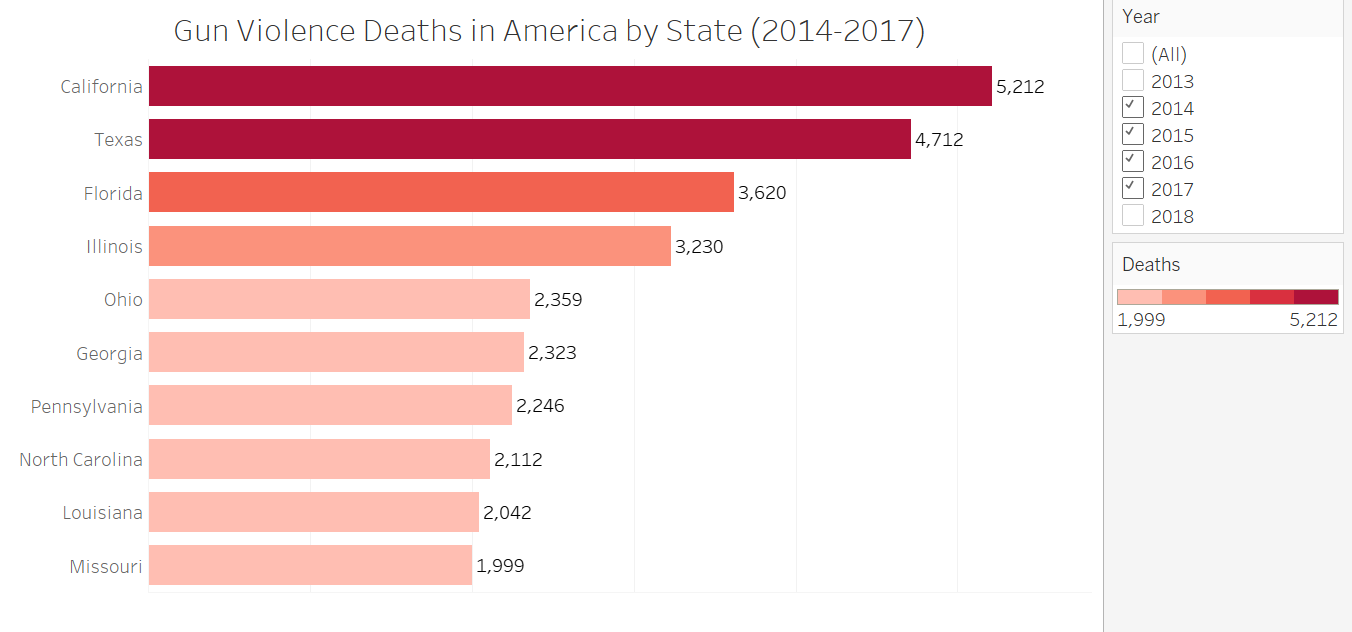 Gun Violence Deaths in America by State (2014-2017)
California 5,212
Texas 4,712
Florida 3,620
Illinois 3,230
Ohio 2,359
Georgia 2,323
Pennsylvania 2,246
North Carolina 2,112
Louisiana 2,042
Missouri 1,999
Year
(All)
2013
2014
2015
2016
2017
2018
Deaths
1,999 5,212